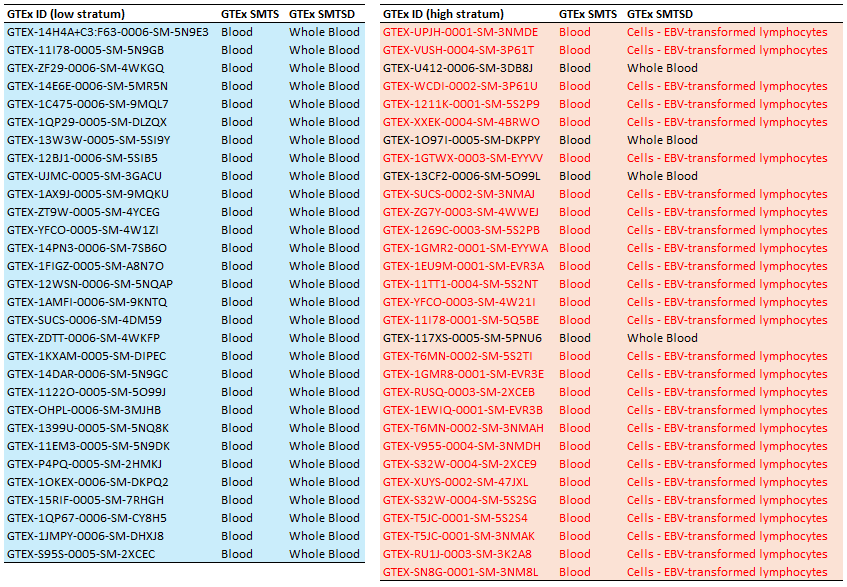 GTEx ID (low stratum) GTEx SMTS GTEx SMTSD
GTEX-14H4A+C3:F63-0006-SM-5N9E3 Blood Whole Blood
GTEX-11I78-0005-SM-5N9GB Blood Whole Blood
GTEX-ZF29-0006-SM-4WKGQ Blood Whole Blood
GTEX-14E6E-0006-SM-5MR5N Blood Whole Blood
GTEX-1C475-0006-SM-9MQL7 Blood Whole Blood
GTEX-1QP29-0005-SM-DLZQX Blood Whole Blood
GTEX-13W3W-0005-SM-5SI9Y Blood Whole Blood
GTEX-12BJ1-0006-SM-5SIB5 Blood Whole Blood
GTEX-UJMC-0005-SM-3GACU Blood Whole Blood
GTEX-1AX9J-0005-SM-9MQKU Blood Whole Blood
GTEX-ZT9W-0005-SM-4YCEG Blood Whole Blood
GTEX-YFCO-0005-SM-4W1ZI Blood Whole Blood
GTEX-14PN3-0006-SM-7SB6O Blood Whole Blood
GTEX-1FIGZ-0005-SM-A8N7O Blood Whole Blood
GTEX-12WSN-0006-SM-5NQAP Blood Whole Blood
GTEX-1AMFI-0006-SM-9KNTQ Blood Whole Blood
GTEX-SUCS-0006-SM-4DM59 Blood Whole Blood
GTEX-ZDTT-0006-SM-4WKFP Blood Whole Blood
GTEX-1KXAM-0005-SM-DIPEC Blood Whole Blood
GTEX-14DAR-0006-SM-5N9GC Blood Whole Blood
GTEX-1122O-0005-SM-5O99J Blood Whole Blood
GTEX-OHPL-0006-SM-3MJHB Blood Whole Blood
GTEX-1399U-0005-SM-5NQ8K Blood Whole Blood
GTEX-11EM3-0005-SM-5N9DK Blood Whole Blood
GTEX-P4PQ-0005-SM-2HMKJ Blood Whole Blood
GTEX-1OKEX-0006-SM-DKPQ2 Blood Whole Blood
GTEX-15RIF-0005-SM-7RHGH Blood Whole Blood
GTEX-1QP67-0006-SM-CY8H5 Blood Whole Blood
GTEX-1JMPY-0006-SM-DHXJ8 Blood Whole Blood
GTEX-S95S-0005-SM-2XCEC Blood Whole Blood
GTEx ID (high stratum) GTEx SMTS GTEx SMTSD
GTEX-UPJH-0001-SM-3NMDE Blood Cells - EBV-transformed lymphocytes
GTEX-VUSH-0004-SM-3P61T Blood Cells - EBV-transformed lymphocytes
GTEX-U412-0006-SM-3DB8J Blood Whole Blood
GTEX-WCDI-0002-SM-3P61U Blood Cells - EBV-transformed lymphocytes
GTEX-1211K-0001-SM-5S2P9 Blood Cells - EBV-transformed lymphocytes
GTEX-XXEK-0004-SM-4BRWO Blood Cells - EBV-transformed lymphocytes
GTEX-1O97I-0005-SM-DKPPY Blood Whole Blood
GTEX-1GTWX-0003-SM-EYYVV Blood Cells - EBV-transformed lymphocytes
GTEX-13CF2-0006-SM-5O99L Blood Whole Blood
GTEX-SUCS-0002-SM-3NMAJ Blood Cells - EBV-transformed lymphocytes
GTEX-ZG7Y-0003-SM-4WWEJ Blood Cells - EBV-transformed lymphocytes
GTEX-1269C-0003-SM-5S2PB Blood Cells - EBV-transformed lymphocytes
GTEX-1GMR2-0001-SM-EYYWA Blood Cells - EBV-transformed lymphocytes
GTEX-1EU9M-0001-SM-EVR3A Blood Cells - EBV-transformed lymphocytes
GTEX-11TT1-0004-SM-5S2NT Blood Cells - EBV-transformed lymphocytes
GTEX-YFCO-0003-SM-4W21I Blood Cells - EBV-transformed lymphocytes
GTEX-11I78-0001-SM-5Q5BE Blood Cells - EBV-transformed lymphocytes
GTEX-117XS-0005-SM-5PNU6 Blood Whole Blood
GTEX-T6MN-0002-SM-5S2TI Blood Cells - EBV-transformed lymphocytes
GTEX-1GMR8-0001-SM-EVR3E Blood Cells - EBV-transformed lymphocytes
GTEX-RUSQ-0003-SM-2XCEB Blood Cells - EBV-transformed lymphocytes
GTEX-1EWIQ-0001-SM-EVR3B Blood Cells - EBV-transformed lymphocytes
GTEX-T6MN-0002-SM-3NMAH Blood Cells - EBV-transformed lymphocytes
GTEX-V955-0004-SM-3NMDH Blood Cells - EBV-transformed lymphocytes
GTEX-S32W-0004-SM-2XCE9 Blood Cells - EBV-transformed lymphocytes
GTEX-XUYS-0002-SM-47JXL Blood Cells - EBV-transformed lymphocytes
GTEX-S32W-0004-SM-5S2SG Blood Cells - EBV-transformed lymphocytes
GTEX-T5JC-0001-SM-5S2S4 Blood Cells - EBV-transformed lymphocytes
GTEX-T5JC-0001-SM-3NMAK Blood Cells - EBV-transformed lymphocytes
GTEX-RU1J-0003-SM-3K2A8 Blood Cells - EBV-transformed lymphocytes
GTEX-SN8G-0001-SM-3NM8L Blood Cells - EBV-transformed lymphocytes